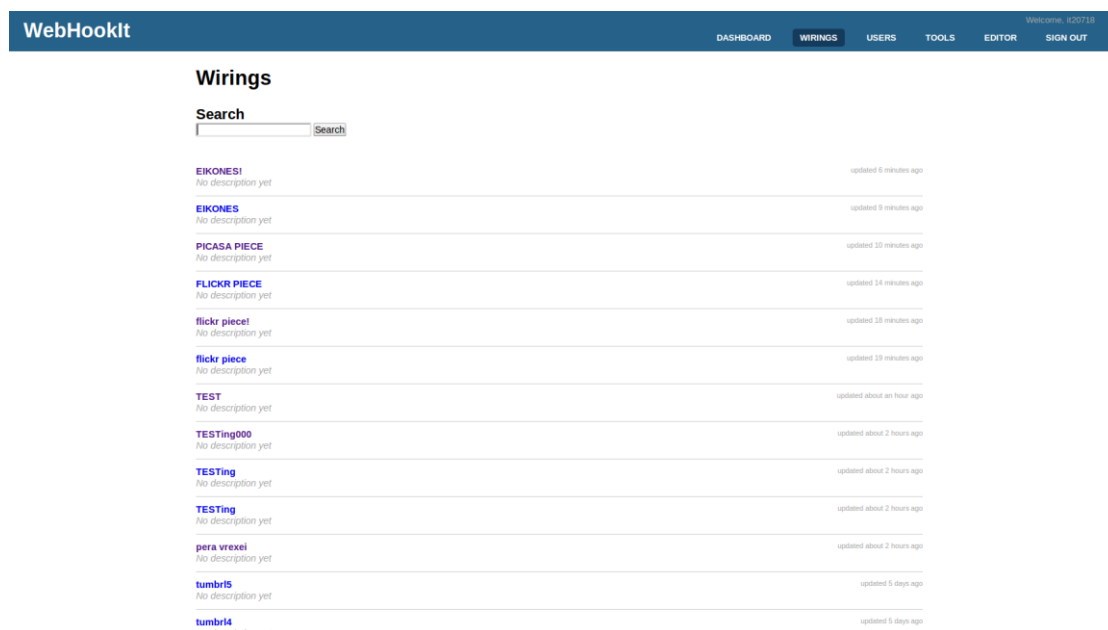 Welcome, it20718
WebHookIt
DASHBOARD WIRINGS USERS TOOLS EDITOR SIGN OUT
Wirings
Search
Search
EIKONES! updated 6 minutes ago
No description yet
EIKONES updated 9 minutes ago
No description yet
PICASA PIECE updated 10 minutes ago
No description yet
FLICKR PIECE updated 14 minutes ago
No description yet
flickr piece! updated 18 minutes ago
No description yet
flickr piece updated 19 minutes ago
No description yet
TEST updated about an hour ago
No description yet
TESTing000 updated about 2 hours ago
No description yet
TESTing updated about 2 hours ago
No description yet
TESTing updated about 2 hours ago
No description yet
pera vrexei updated about 2 hours ago
No description yet
tumbrl5 updated 5 days ago
No description yet
tumbrl4 updated 5 days ago